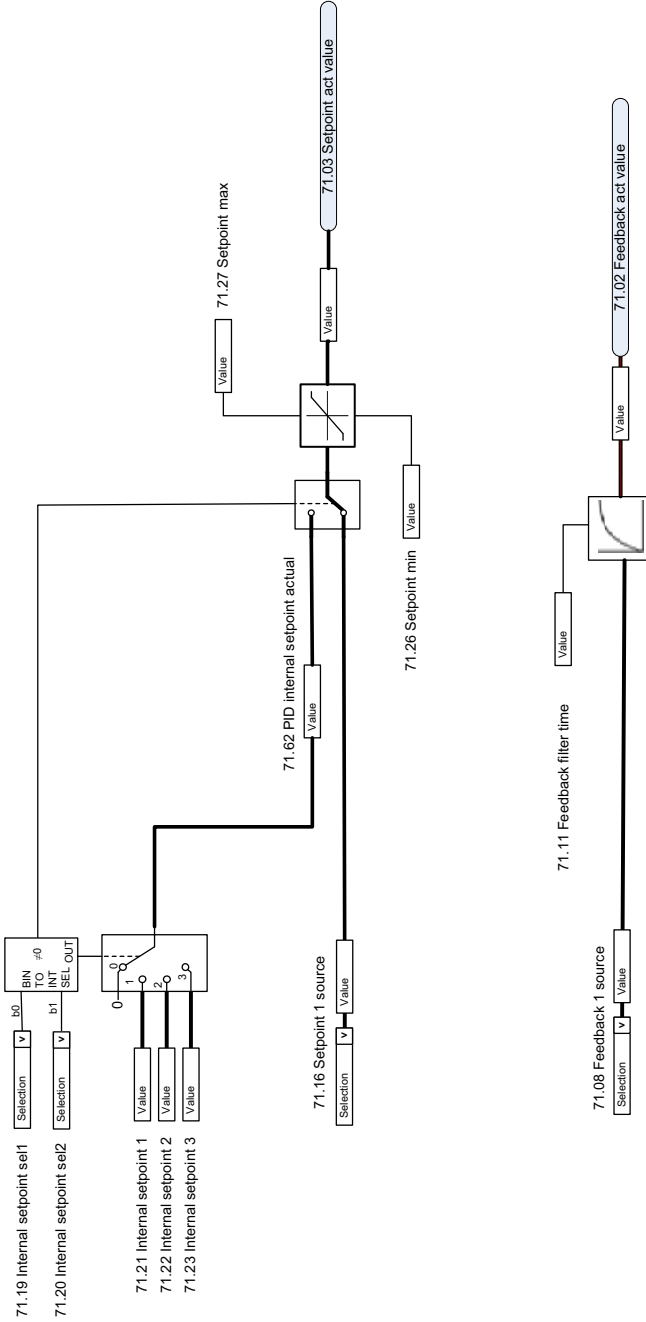 71.19 Internal setpoint sel1
Selection
v
b0
71.20 Internal setpoint sel2
Selection
v
b1
BIN
TO
INT
SEL
≠0
OUT
71.21 Internal setpoint 1
Value
71.22 Internal setpoint 2
Value
71.23 Internal setpoint 3
Value
0
0
1
2
3
71.62 PID internal setpoint actual
Value
71.16 Setpoint 1 source
Selection
v
Value
71.27 Setpoint max
Value
71.26 Setpoint min
Value
Value
71.03 Setpoint act value
71.11 Feedback filter time
Value
71.08 Feedback 1 source
Selection
v
Value
Value
71.02 Feedback act value